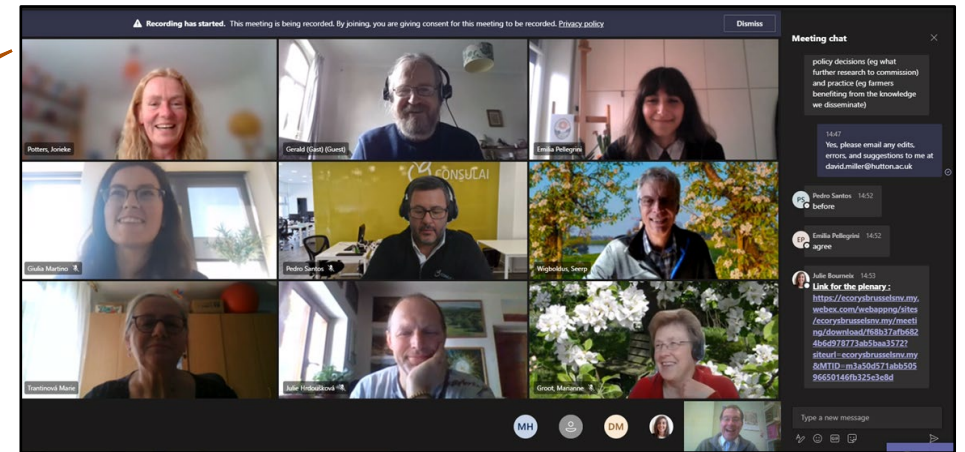 Recording has started. This meeting is being recorded. By joining, you are giving consent for this meeting to be recorded. Privacy policy
Dismiss
Potters, Jorieke
Gerald (Gast) (Guest)
Emilia Pellegrini
CONSULAI
Giulia Martino
Pedro Santos
Wigboldus, Seerp
Trantinová Marie
Julie Hrdoušková
Groot, Marianne
MH
DM
Meeting chat
policy decisions (eg what
further research to commission)
and practice (eg farmers
benefiting from the knowledge
we disseminate)
14:47
Yes, please email any edits,
errors, and suggestions to me at
david.miller@hutton.ac.uk
PS
Pedro Santos 14:52
before
EP
Emilia Pellegrini 14:52
agree
Julie Bourneix 14:53
Link for the plenary :
https://ecorysbrusselsnv.my.
webex.com/webappng/sites
/ecorysbrusselsnv.my/meeti
ng/download/f68b37afb682
4b6d978773ab5baa3572?
siteurl=ecorysbrusselsnv.my
&MTID=m3a50d571abb505
96650146fb325e3e8d
Type a new message